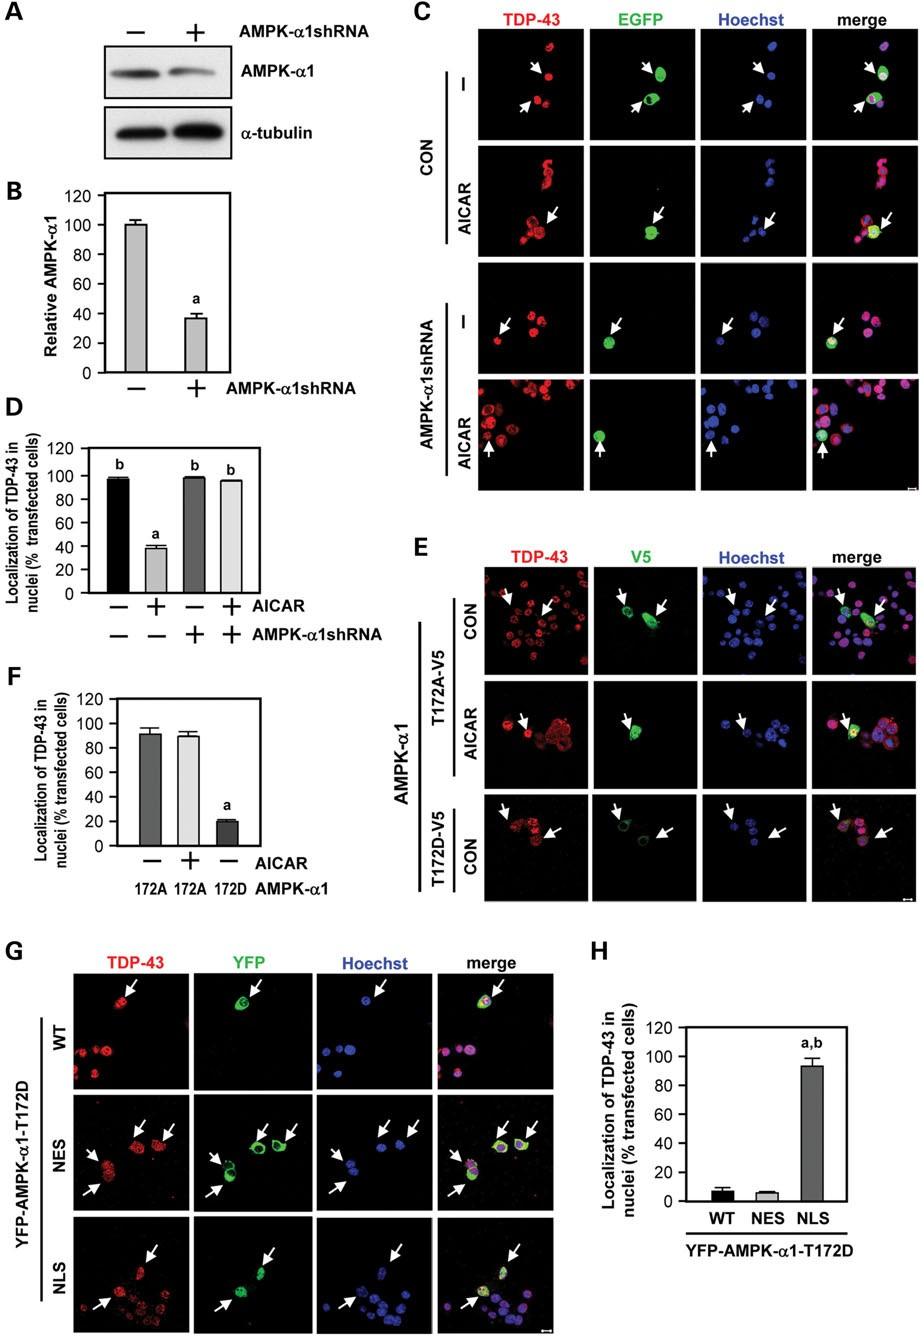 A
— + AMPK-α1shRNA
AMPK-α1
α-tubulin
B
Relative AMPK-α1
120
100
80
60
40
20
0
a
— + AMPK-α1shRNA
C
TDP-43 EGFP Hoechst merge
CON
—
AICAR
AMPK-α1shRNA
—
AICAR
D
Localization of TDP-43 in
nuclei (% transfected cells)
120
100
80
60
40
20
0
b a b b
— + — + AICAR
— — + + AMPK-α1shRNA
E
TDP-43 V5 Hoechst merge
AMPK-α1
T172A-V5
CON
AICAR
T172D-V5
CON
F
Localization of TDP-43 in
nuclei (% transfected cells)
120
100
80
60
40
20
0
a
— + — AICAR
172A 172A 172D AMPK-α1
G
TDP-43 YFP Hoechst merge
YFP-AMPK-α1-T172D
WT
NES
NLS
H
Localization of TDP-43 in
nuclei (% transfected cells)
120
100
80
60
40
20
0
a,b
WT NES NLS
YFP-AMPK-α1-T172D